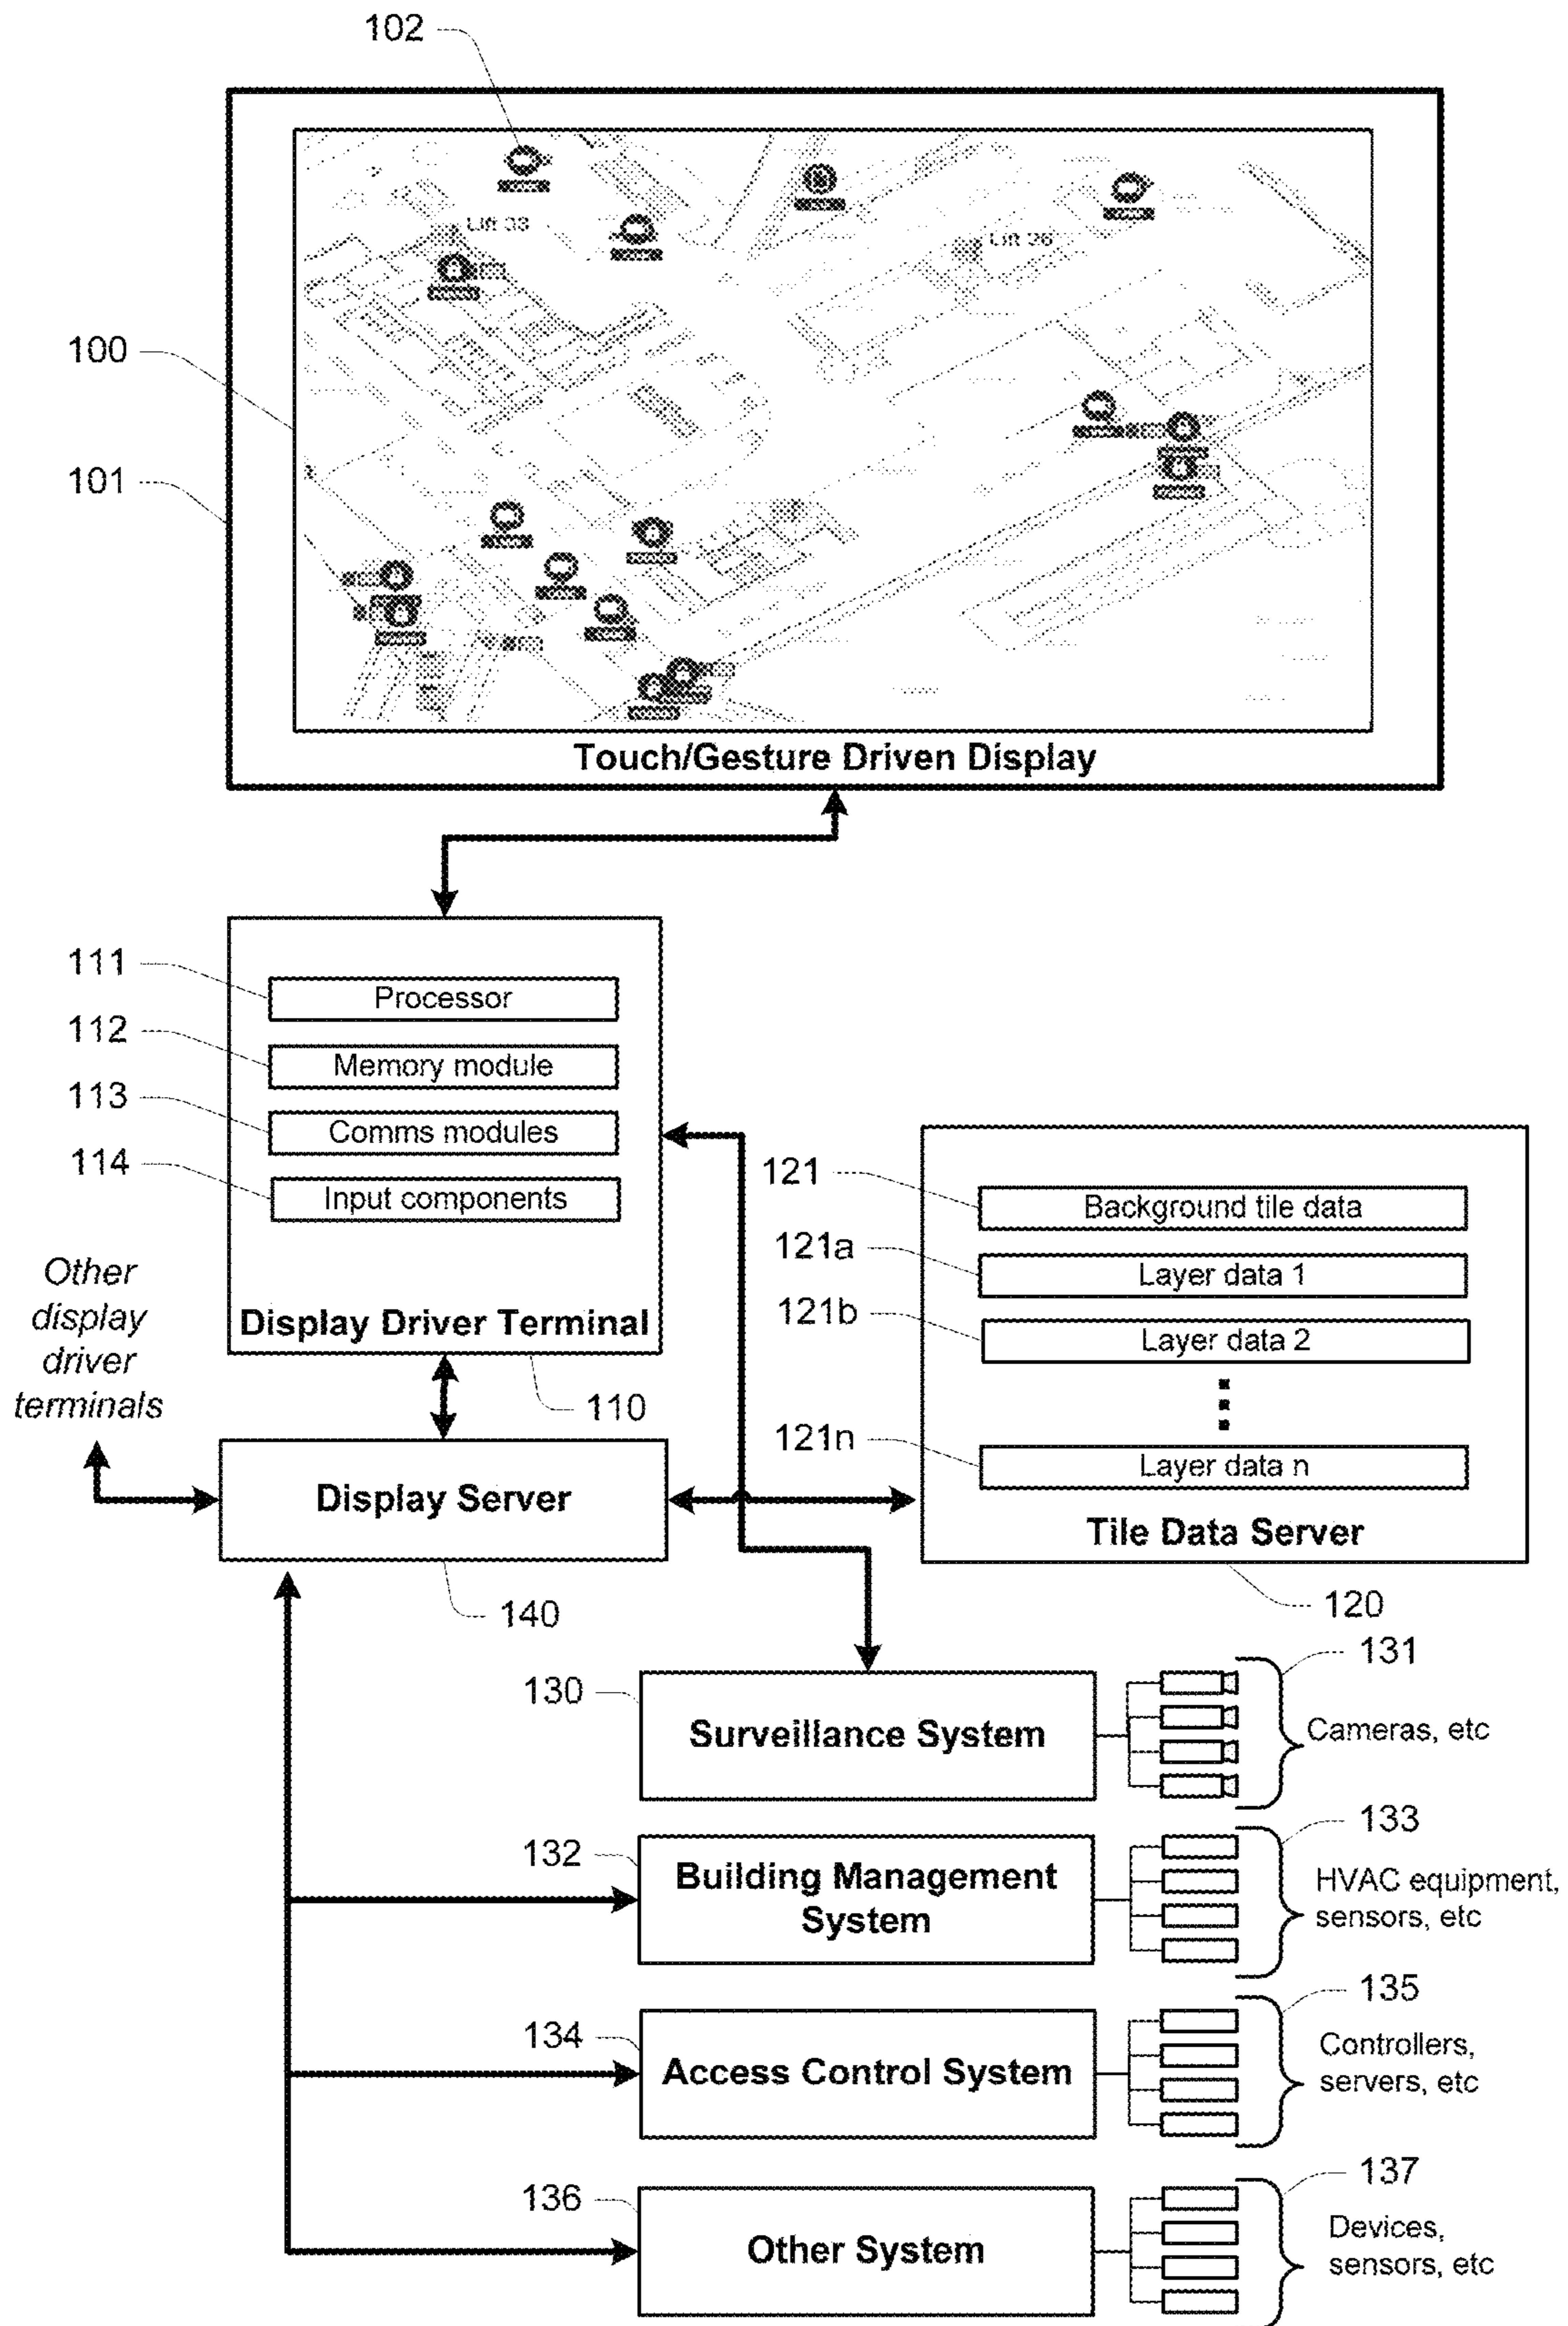 102
Lift 33
Lift 26
100
101
Touch/Gesture Driven Display
111
Processor
112
Memory module
113
Comms modules
114
Input components
Display Driver Terminal
110
121
Background tile data
121a
Layer data 1
121b
Layer data 2
121n
Layer data n
Tile Data Server
120
Other
display
driver
terminals
Display Server
140
130
Surveillance System
131
Cameras, etc
132
Building Management
System
133
HVAC equipment,
sensors, etc
134
Access Control System
135
Controllers,
servers, etc
136
Other System
137
Devices,
sensors, etc